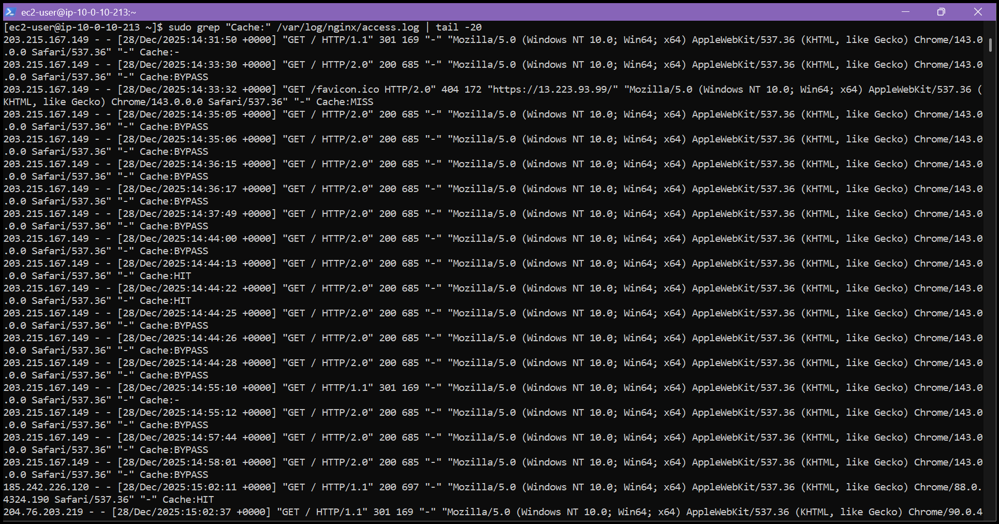 ec2-user@ip-10-0-10-213:~
[ec2-user@ip-10-0-10-213 ~]$ sudo grep "Cache:" /var/log/nginx/access.log | tail -20
203.215.167.149 - - [28/Dec/2025:14:31:50 +0000] "GET / HTTP/1.1" 301 169 "-" "Mozilla/5.0 (Windows NT 10.0; Win64; x64) AppleWebKit/537.36 (KHTML, like Gecko) Chrome/143.0
.0.0 Safari/537.36" "-" Cache:-
203.215.167.149 - - [28/Dec/2025:14:33:30 +0000] "GET / HTTP/2.0" 200 685 "-" "Mozilla/5.0 (Windows NT 10.0; Win64; x64) AppleWebKit/537.36 (KHTML, like Gecko) Chrome/143.0
.0.0 Safari/537.36" "-" Cache:BYPASS
203.215.167.149 - - [28/Dec/2025:14:33:32 +0000] "GET /favicon.ico HTTP/2.0" 404 172 "https://13.223.93.99/" "Mozilla/5.0 (Windows NT 10.0; Win64; x64) AppleWebKit/537.36 (
KHTML, like Gecko) Chrome/143.0.0.0 Safari/537.36" "-" Cache:MISS
203.215.167.149 - - [28/Dec/2025:14:35:05 +0000] "GET / HTTP/2.0" 200 685 "-" "Mozilla/5.0 (Windows NT 10.0; Win64; x64) AppleWebKit/537.36 (KHTML, like Gecko) Chrome/143.0
.0.0 Safari/537.36" "-" Cache:BYPASS
203.215.167.149 - - [28/Dec/2025:14:35:06 +0000] "GET / HTTP/2.0" 200 685 "-" "Mozilla/5.0 (Windows NT 10.0; Win64; x64) AppleWebKit/537.36 (KHTML, like Gecko) Chrome/143.0
.0.0 Safari/537.36" "-" Cache:BYPASS
203.215.167.149 - - [28/Dec/2025:14:36:15 +0000] "GET / HTTP/2.0" 200 685 "-" "Mozilla/5.0 (Windows NT 10.0; Win64; x64) AppleWebKit/537.36 (KHTML, like Gecko) Chrome/143.0
.0.0 Safari/537.36" "-" Cache:BYPASS
203.215.167.149 - - [28/Dec/2025:14:36:17 +0000] "GET / HTTP/2.0" 200 685 "-" "Mozilla/5.0 (Windows NT 10.0; Win64; x64) AppleWebKit/537.36 (KHTML, like Gecko) Chrome/143.0
.0.0 Safari/537.36" "-" Cache:BYPASS
203.215.167.149 - - [28/Dec/2025:14:37:49 +0000] "GET / HTTP/2.0" 200 685 "-" "Mozilla/5.0 (Windows NT 10.0; Win64; x64) AppleWebKit/537.36 (KHTML, like Gecko) Chrome/143.0
.0.0 Safari/537.36" "-" Cache:BYPASS
203.215.167.149 - - [28/Dec/2025:14:44:00 +0000] "GET / HTTP/2.0" 200 685 "-" "Mozilla/5.0 (Windows NT 10.0; Win64; x64) AppleWebKit/537.36 (KHTML, like Gecko) Chrome/143.0
.0.0 Safari/537.36" "-" Cache:BYPASS
203.215.167.149 - - [28/Dec/2025:14:44:13 +0000] "GET / HTTP/2.0" 200 685 "-" "Mozilla/5.0 (Windows NT 10.0; Win64; x64) AppleWebKit/537.36 (KHTML, like Gecko) Chrome/143.0
.0.0 Safari/537.36" "-" Cache:HIT
203.215.167.149 - - [28/Dec/2025:14:44:22 +0000] "GET / HTTP/2.0" 200 685 "-" "Mozilla/5.0 (Windows NT 10.0; Win64; x64) AppleWebKit/537.36 (KHTML, like Gecko) Chrome/143.0
.0.0 Safari/537.36" "-" Cache:HIT
203.215.167.149 - - [28/Dec/2025:14:44:25 +0000] "GET / HTTP/2.0" 200 685 "-" "Mozilla/5.0 (Windows NT 10.0; Win64; x64) AppleWebKit/537.36 (KHTML, like Gecko) Chrome/143.0
.0.0 Safari/537.36" "-" Cache:BYPASS
203.215.167.149 - - [28/Dec/2025:14:44:26 +0000] "GET / HTTP/2.0" 200 685 "-" "Mozilla/5.0 (Windows NT 10.0; Win64; x64) AppleWebKit/537.36 (KHTML, like Gecko) Chrome/143.0
.0.0 Safari/537.36" "-" Cache:BYPASS
203.215.167.149 - - [28/Dec/2025:14:44:28 +0000] "GET / HTTP/2.0" 200 685 "-" "Mozilla/5.0 (Windows NT 10.0; Win64; x64) AppleWebKit/537.36 (KHTML, like Gecko) Chrome/143.0
.0.0 Safari/537.36" "-" Cache:BYPASS
203.215.167.149 - - [28/Dec/2025:14:55:10 +0000] "GET / HTTP/1.1" 301 169 "-" "Mozilla/5.0 (Windows NT 10.0; Win64; x64) AppleWebKit/537.36 (KHTML, like Gecko) Chrome/143.0
.0.0 Safari/537.36" "-" Cache:-
203.215.167.149 - - [28/Dec/2025:14:55:12 +0000] "GET / HTTP/2.0" 200 685 "-" "Mozilla/5.0 (Windows NT 10.0; Win64; x64) AppleWebKit/537.36 (KHTML, like Gecko) Chrome/143.0
.0.0 Safari/537.36" "-" Cache:BYPASS
203.215.167.149 - - [28/Dec/2025:14:57:44 +0000] "GET / HTTP/2.0" 200 685 "-" "Mozilla/5.0 (Windows NT 10.0; Win64; x64) AppleWebKit/537.36 (KHTML, like Gecko) Chrome/143.0
.0.0 Safari/537.36" "-" Cache:BYPASS
203.215.167.149 - - [28/Dec/2025:14:58:01 +0000] "GET / HTTP/2.0" 200 685 "-" "Mozilla/5.0 (Windows NT 10.0; Win64; x64) AppleWebKit/537.36 (KHTML, like Gecko) Chrome/143.0
.0.0 Safari/537.36" "-" Cache:BYPASS
185.242.226.120 - - [28/Dec/2025:15:02:11 +0000] "GET / HTTP/1.1" 200 697 "-" "Mozilla/5.0 (Windows NT 10.0; Win64; x64) AppleWebKit/537.36 (KHTML, like Gecko) Chrome/88.0.
4324.190 Safari/537.36" "-" Cache:HIT
204.76.203.219 - - [28/Dec/2025:15:02:37 +0000] "GET / HTTP/1.1" 301 169 "-" "Mozilla/5.0 (Windows NT 10.0; Win64; x64) AppleWebKit/537.36 (KHTML, like Gecko) Chrome/90.0.4